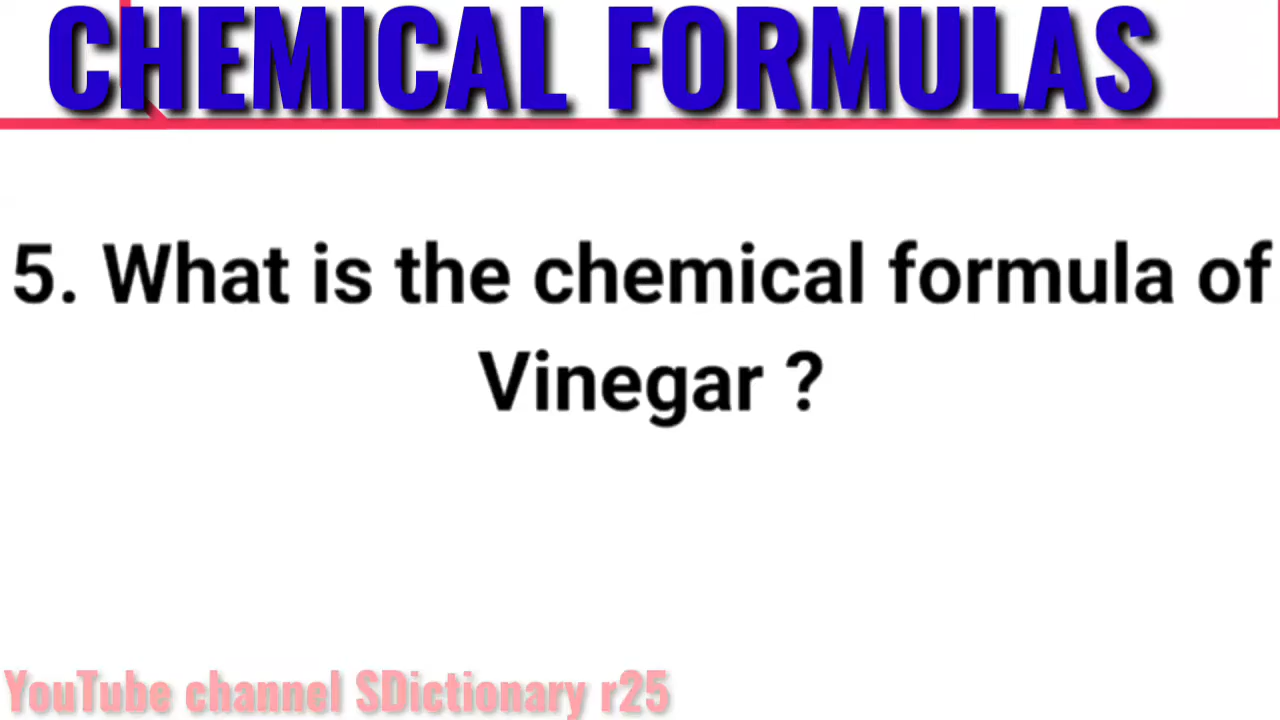 CHEMICAL FORMULAS
5. What is the chemical formula of
Vinegar ?
YouTube channel SDictionary r25